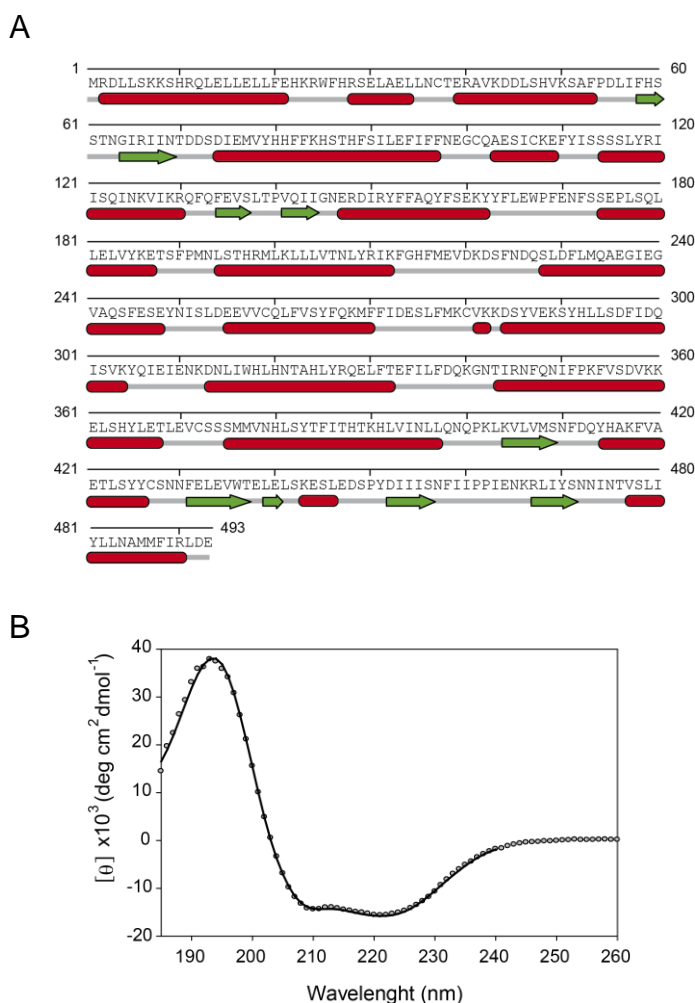 A
1 60
MRDLLSKKSHRQLELLELLFEHKRWFHRSELAELLNCTERAVKDDLSHVKSAFPDLIFHS
61 120
STNGIRIINTDDSDIEMVYHHFFKHSTHFSILEFIFFNEGCQAESICKEFYISSSSLYRI
121 180
ISQINKVIKRQFQFEVSLTPVQIIGNERDIRYFFAQYFSEKYYFLEWPFENFSSEPLSQL
181 240
LELVYKETSFPMNLSTHRMLKLLLVTNLYRIKFGHFMEVDKDSFNDQSLDFLMQAEGIEG
241 300
VAQSFESEYNISLDEEVVCQLFVSYFQKMFFIDESLFMKCVKKDSYVEKSYHLLSDFIDQ
301 360
ISVKYQIEIENKDNLIWHLHNTAHLYRQELFTEFILFDQKGNTIRNFQNIFPKFVSDVKK
361 420
ELSHYLETLEVCSSSMMVNHLSYTFITHTKHLVINLLQNQPKLKVLVMSNFDQYHAKFVA
421 480
ETLSYYCSNNFELEVWTELELSKESLEDSPYDIIISNFIIPPIENKRLIYSNNINTVSLI
481 493
YLLNAMMFIRLDE
B
[θ] x10³ (deg cm² dmol⁻¹)
40
30
20
10
0
-10
-20
190 200 210 220 230 240 250 260
Wavelenght (nm)